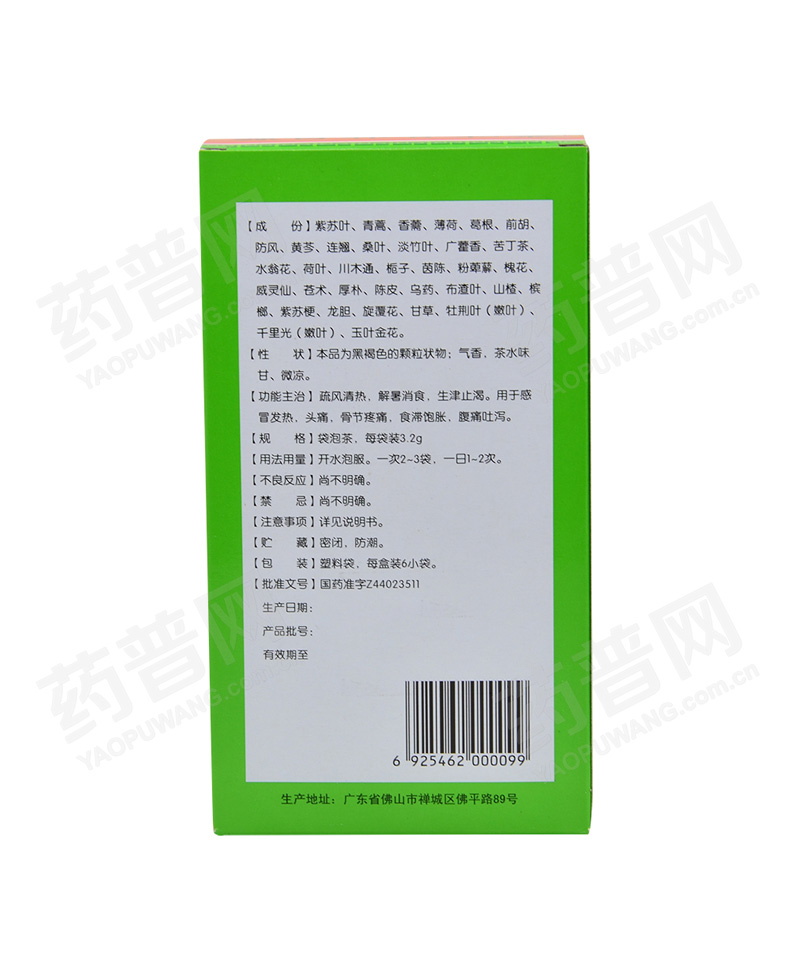 【成　　份】紫苏叶、青蒿、香薷、薄荷、葛根、前胡、
防风、黄芩、连翘、桑叶、淡竹叶、广藿香、苦丁茶、
水翁花、荷叶、川木通、栀子、茵陈、粉萆薢、槐花、
威灵仙、苍术、厚朴、陈皮、乌药、布渣叶、山楂、槟
榔、紫苏梗、龙胆、旋覆花、甘草、牡荆叶（嫩叶）、
千里光（嫩叶）、玉叶金花。
【性　　状】本品为黑褐色的颗粒状物；气香，茶水味
甘、微凉。
【功能主治】疏风清热，解暑消食，生津止渴。用于感
冒发热，头痛，骨节疼痛，食滞饱胀，腹痛吐泻。
【规　　格】袋泡茶，每袋装3.2g
【用法用量】开水泡服。一次2~3袋，一日1~2次。
【不良反应】尚不明确。
【禁　　忌】尚不明确。
【注意事项】详见说明书。
【贮　　藏】密闭，防潮。
【包　　装】塑料袋，每盒装6小袋。
【批准文号】国药准字Z44023511
生产日期：
产品批号：
有效期至
6 925462 000099
生产地址：广东省佛山市禅城区佛平路89号
药普网
YAOPUWANG.com.cn
药普网
YAOPUWANG.com.cn
药普网
YAOPUWANG.com.cn
药普网
YAOPUWANG.com.cn